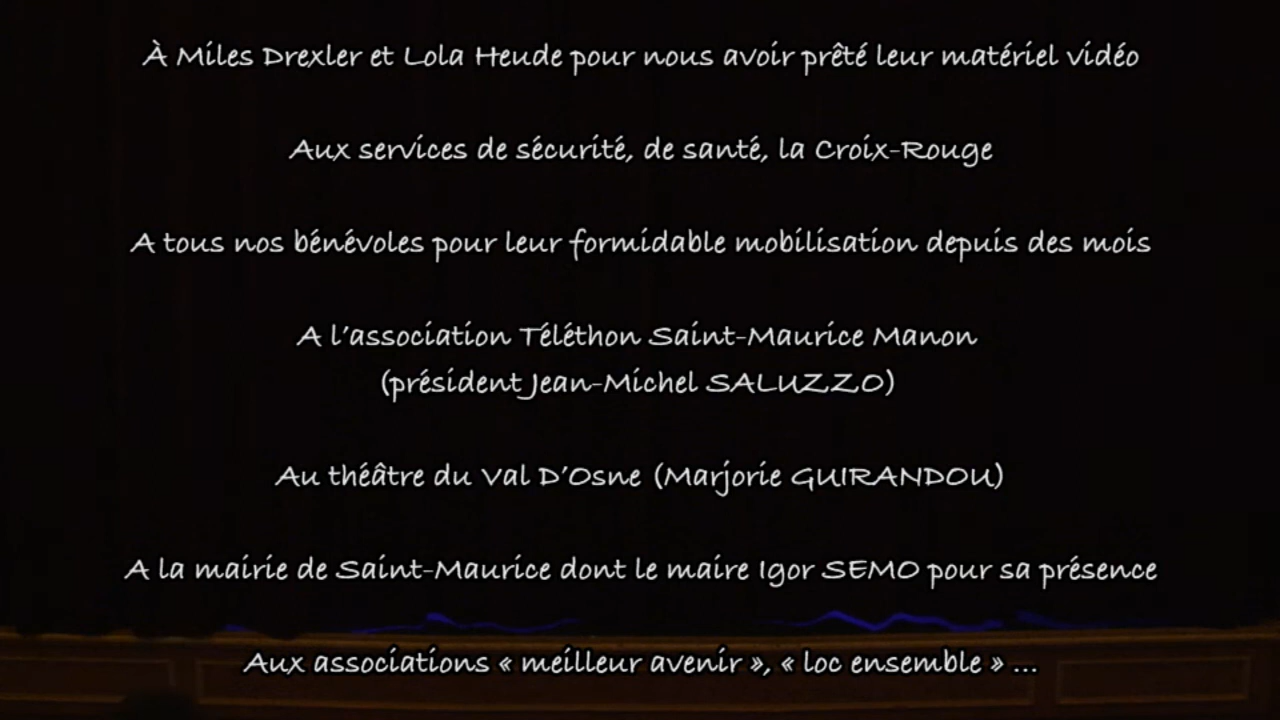 À Miles Drexler et Lola Heude pour nous avoir prêté leur matériel vidéo
Aux services de sécurité, de santé, la Croix-Rouge
A tous nos bénévoles pour leur formidable mobilisation depuis des mois
A l’association Téléthon Saint-Maurice Manon
(président Jean-Michel SALUZZO)
Au théâtre du Val D’Osne (Marjorie GUIRANDOU)
A la mairie de Saint-Maurice dont le maire Igor SEMO pour sa présence
Aux associations « meilleur avenir », « loc ensemble » ...